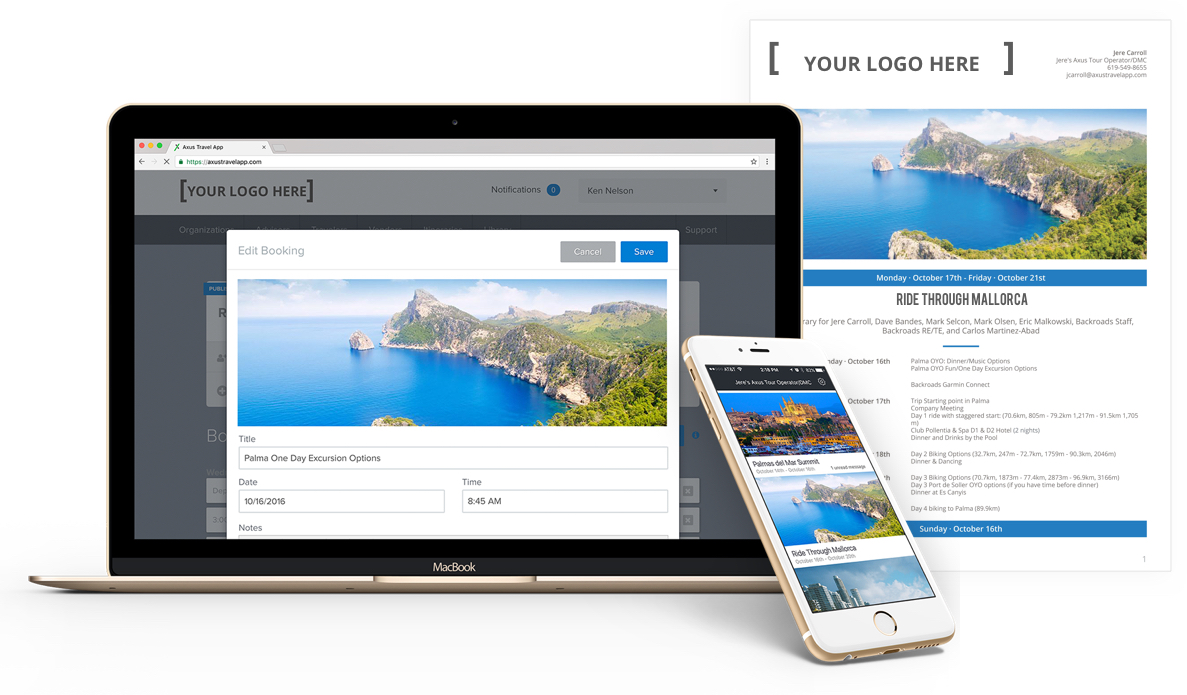 Axus Travel App
https://axustravelapp.com
[YOUR LOGO HERE]
Notifications 0
Ken Nelson
Support
Edit Booking
Cancel
Save
Title
Palma One Day Excursion Options
Date
Time
10/16/2016
8:45 AM
Notes
MacBook
[ YOUR LOGO HERE ]
Jere Carroll
Jere's Axus Tour Operator/DMC
619-549-8655
jcarroll@axustravelapp.com
Monday · October 17th - Friday · October 21st
RIDE THROUGH MALLORCA
for Jere Carroll, Dave Bandes, Mark Selcon, Mark Olsen, Eric Malkowski, Backroads Staff,
Backroads RE/TE, and Carlos Martinez-Abad
October 16th
Palma OYO: Dinner/Music Options
Palma OYO Fun/One Day Excursion Options
Backroads Garmin Connect
October 17th
Trip Starting point in Palma
Company Meeting
Day 1 ride with staggered start: (70.6km, 805m - 79.2km 1,217m - 91.5km 1,705
m)
Club Pollentia & Spa D1 & D2 Hotel (2 nights)
Dinner and Drinks by the Pool
18th
Day 2 Biking Options (32.7km, 247m - 72.7km, 1759m - 90.3km, 2046m)
Dinner & Dancing
Day 3 Biking Options (70.7km, 1873m - 77.4km, 2873m - 96.9km, 3166m)
Day 3 Port de Soller OYO options (if you have time before dinner)
Dinner at Es Canyis
Day 4 biking to Palma (89.9km)
Sunday · October 16th
1
AT&T
2:18 PM
Jere's Axus Tour Operator/DMC
Palmas del Mar Summit
October 14th - October 16th
1 unread message
Ride Through Mallorca
October 16th - October 20th